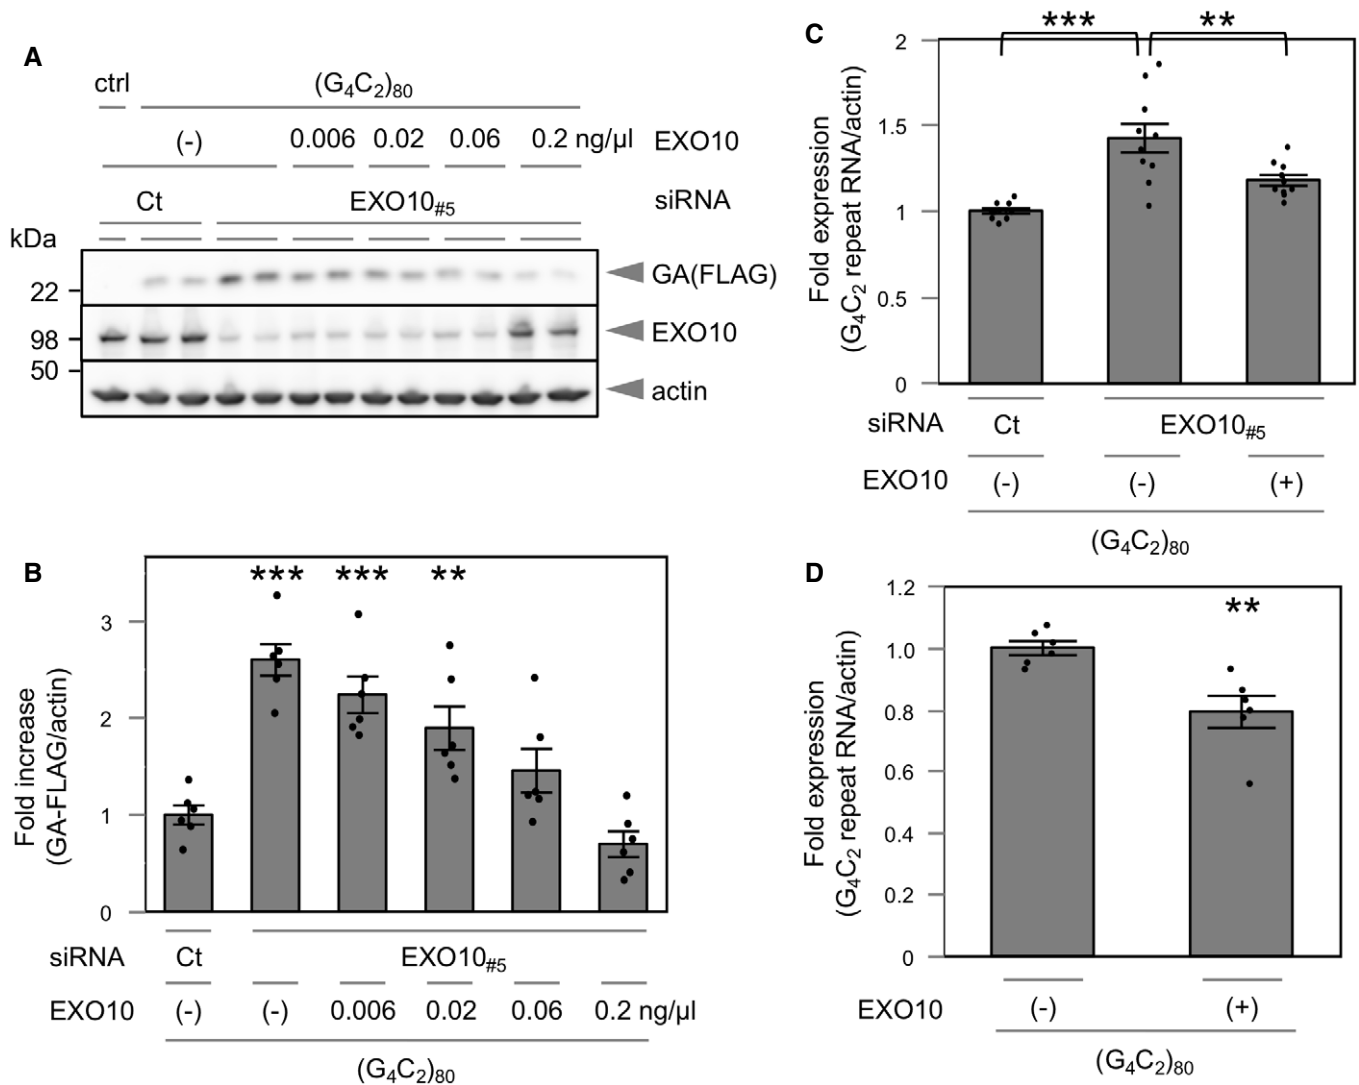 A
ctrl
(G4C2)80
(-) 0.006 0.02 0.06 0.2 ng/μl EXO10
Ct EXO10#5 siRNA
kDa
GA(FLAG)
22
EXO10
98
50
actin
B
*** *** **
Fold increase
(GA-FLAG/actin)
3
2
1
0
siRNA Ct EXO10#5
EXO10 (-) (-) 0.006 0.02 0.06 0.2 ng/μl
(G4C2)80
C
*** **
Fold expression
(G4C2 repeat RNA/actin)
2
1.5
1
0.5
0
siRNA Ct EXO10#5
EXO10 (-) (-) (+)
(G4C2)80
D
**
Fold expression
(G4C2 repeat RNA/actin)
1.2
1.0
0.8
0.6
0.4
0.2
0
EXO10 (-) (+)
(G4C2)80